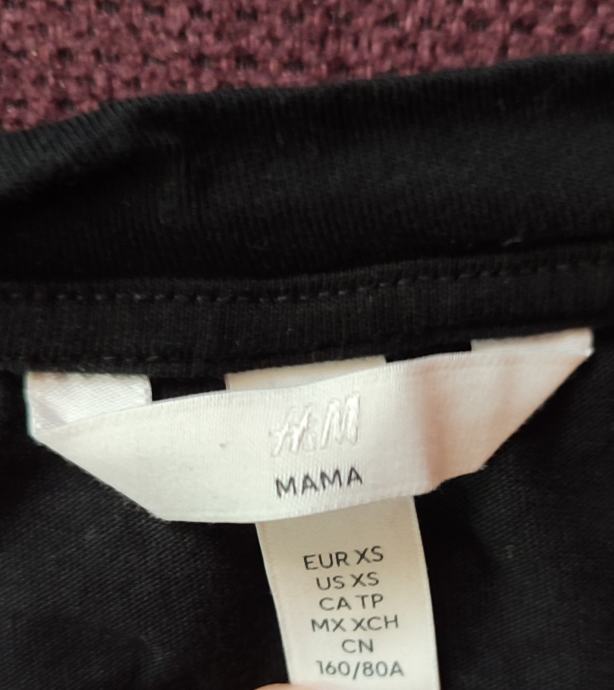 H&M
MAMA
EUR XS
US XS
CA TP
MX XCH
CN
160/80A